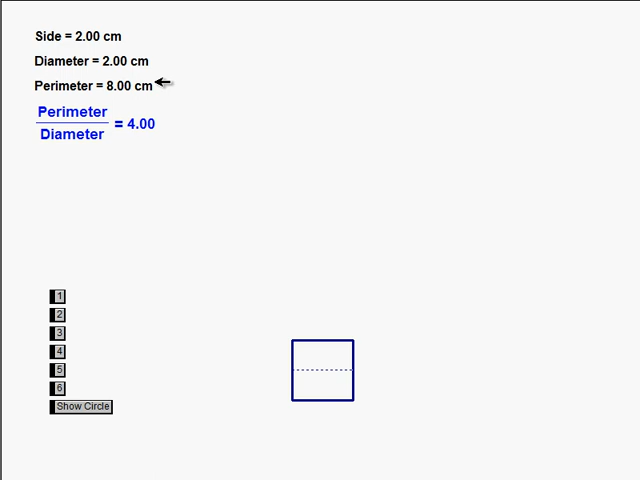 Side = 2.00 cm
Diameter = 2.00 cm
Perimeter = 8.00 cm
Perimeter
Diameter
= 4.00
1
2
3
4
5
6
Show Circle